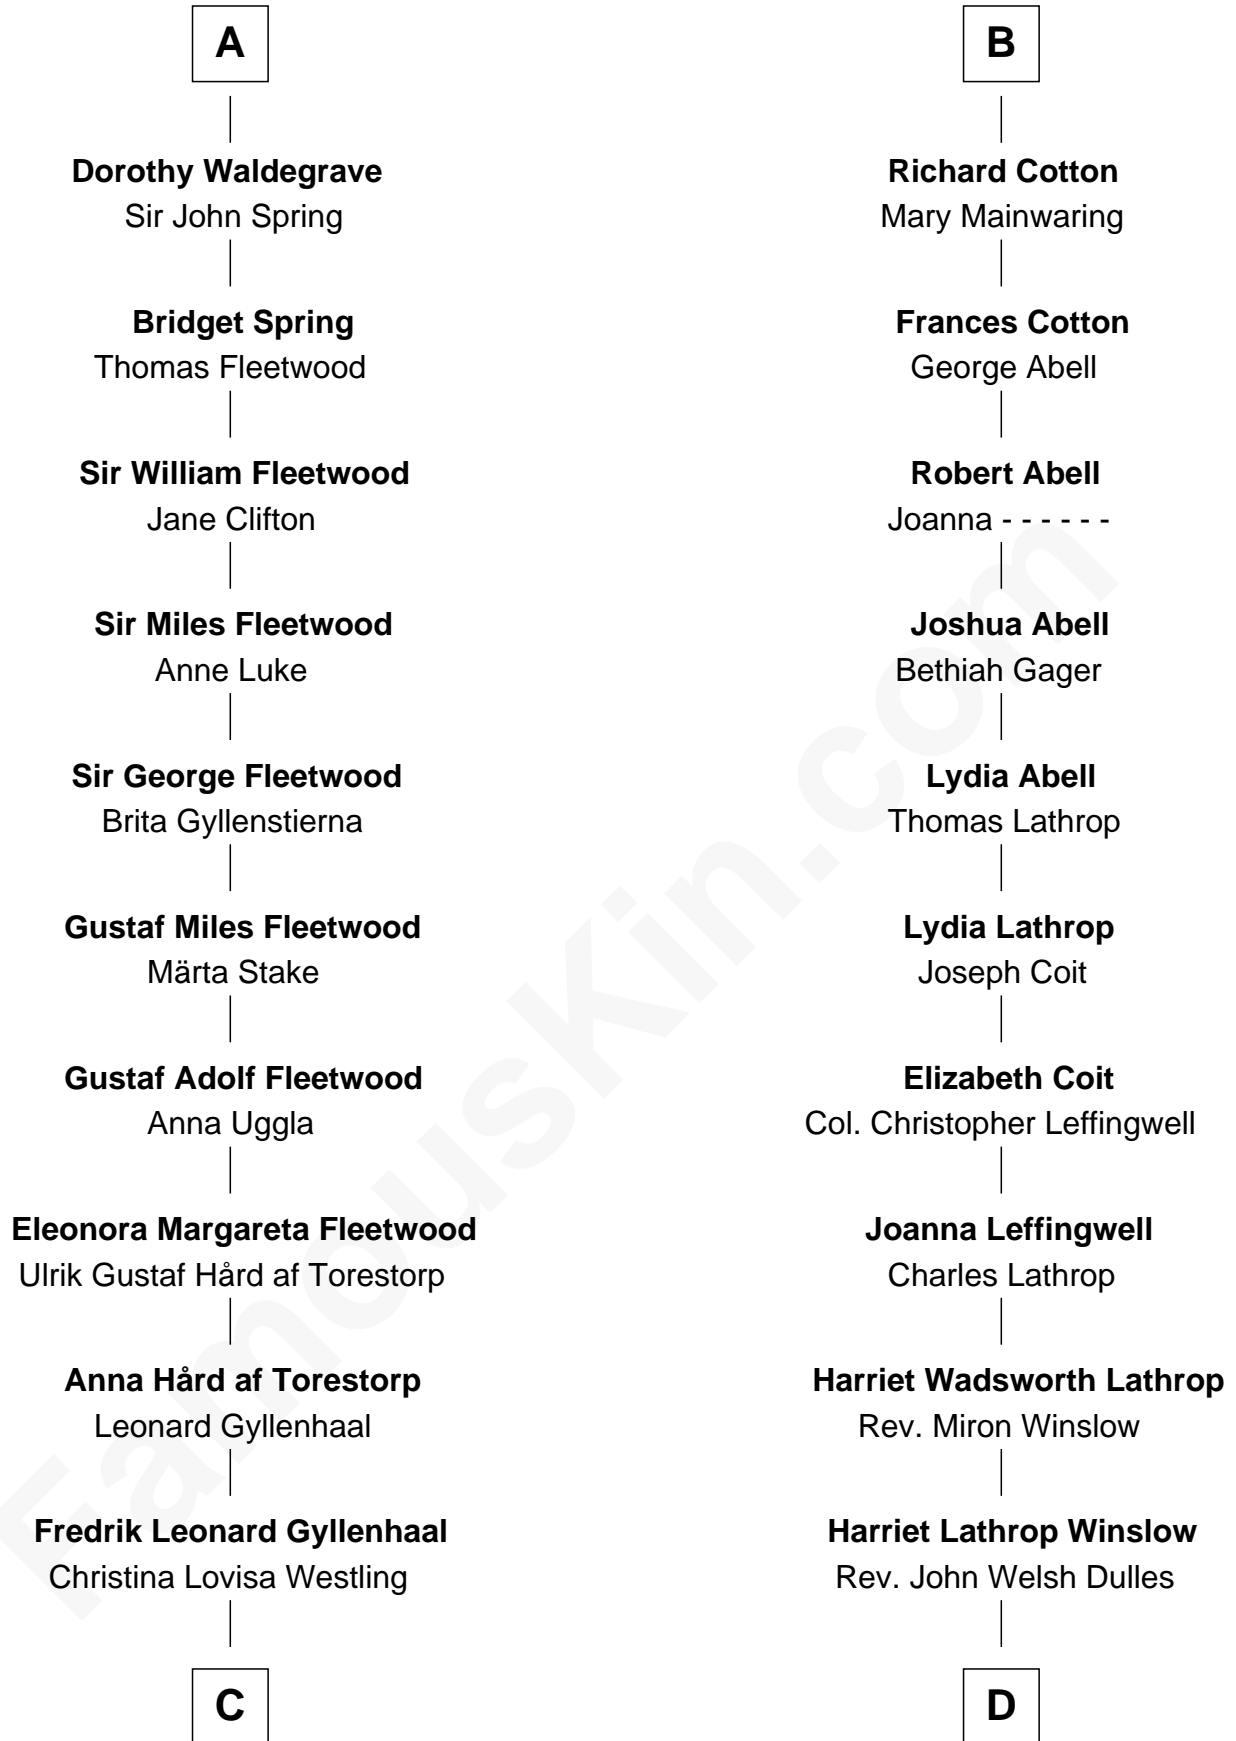 A
Dorothy Waldegrave
Sir John Spring
Bridget Spring
Thomas Fleetwood
Sir William Fleetwood
Jane Clifton
Sir Miles Fleetwood
Anne Luke
Sir George Fleetwood
Brita Gyllenstierna
Gustaf Miles Fleetwood
Märta Stake
Gustaf Adolf Fleetwood
Anna Uggla
Eleonora Margareta Fleetwood
Ulrik Gustaf Hård af Torestorp
Anna Hård af Torestorp
Leonard Gyllenhaal
Fredrik Leonard Gyllenhaal
Christina Lovisa Westling
C
B
Richard Cotton
Mary Mainwaring
Frances Cotton
George Abell
Robert Abell
Joanna - - - - - -
Joshua Abell
Bethiah Gager
Lydia Abell
Thomas Lathrop
Lydia Lathrop
Joseph Coit
Elizabeth Coit
Col. Christopher Leffingwell
Joanna Leffingwell
Charles Lathrop
Harriet Wadsworth Lathrop
Rev. Miron Winslow
Harriet Lathrop Winslow
Rev. John Welsh Dulles
D
FamousKin.com